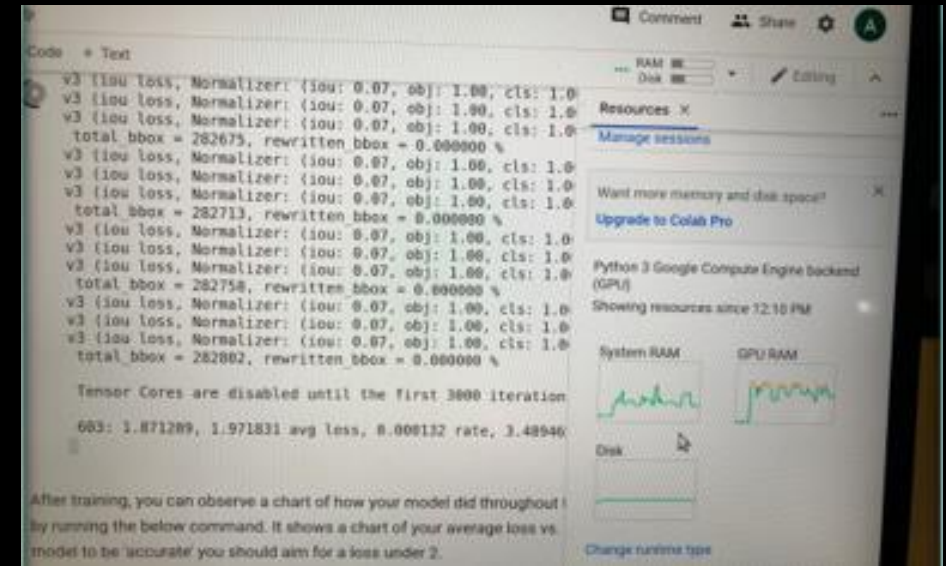 Comment
Share
A
Code + Text
RAM
Disk
Editing
v3 (iou loss, Normalizer: (iou: 0.07, obj: 1.00, cls: 1.0
v3 (iou loss, Normalizer: (iou: 0.07, obj: 1.00, cls: 1.0
v3 (iou loss, Normalizer: (iou: 0.07, obj: 1.00, cls: 1.0
total_bbox = 282675, rewritten_bbox = 0.000000 %
v3 (iou loss, Normalizer: (iou: 0.07, obj: 1.00, cls: 1.0
v3 (iou loss, Normalizer: (iou: 0.07, obj: 1.00, cls: 1.0
v3 (iou loss, Normalizer: (iou: 0.07, obj: 1.00, cls: 1.0
total_bbox = 282713, rewritten_bbox = 0.000000 %
v3 (iou loss, Normalizer: (iou: 0.07, obj: 1.00, cls: 1.0
v3 (iou loss, Normalizer: (iou: 0.07, obj: 1.00, cls: 1.0
v3 (iou loss, Normalizer: (iou: 0.07, obj: 1.00, cls: 1.0
total_bbox = 282758, rewritten_bbox = 0.000000 %
v3 (iou loss, Normalizer: (iou: 0.07, obj: 1.00, cls: 1.0
v3 (iou loss, Normalizer: (iou: 0.07, obj: 1.00, cls: 1.0
v3 (iou loss, Normalizer: (iou: 0.07, obj: 1.00, cls: 1.0
total_bbox = 282802, rewritten_bbox = 0.000000 %
Tensor Cores are disabled until the first 3000 iteration
603: 1.871209, 1.971831 avg loss, 0.000132 rate, 3.48946
After training, you can observe a chart of how your model did throughout
by running the below command. It shows a chart of your average loss vs.
model to be 'accurate' you should aim for a loss under 2.
Resources ×
Manage sessions
Want more memory and disk space? ×
Upgrade to Colab Pro
Python 3 Google Compute Engine backend
(GPU)
Showing resources since 12:10 PM
System RAM
GPU RAM
Disk
Change runtime type